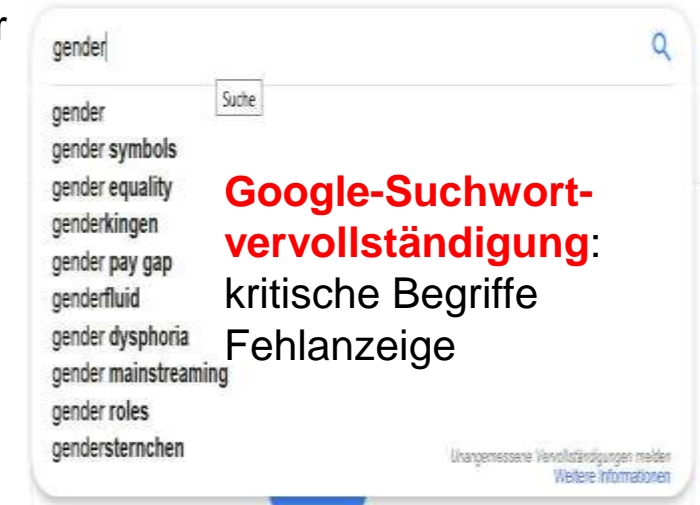 r
gender
Suche
gender
gender symbols
gender equality
genderkingen
gender pay gap
genderfluid
gender dysphoria
gender mainstreaming
gender roles
gendersternchen
Google-Suchwort-
vervollständigung:
kritische Begriffe
Fehlanzeige
Unangemessene Vervollständigungen melden
Weitere Informationen